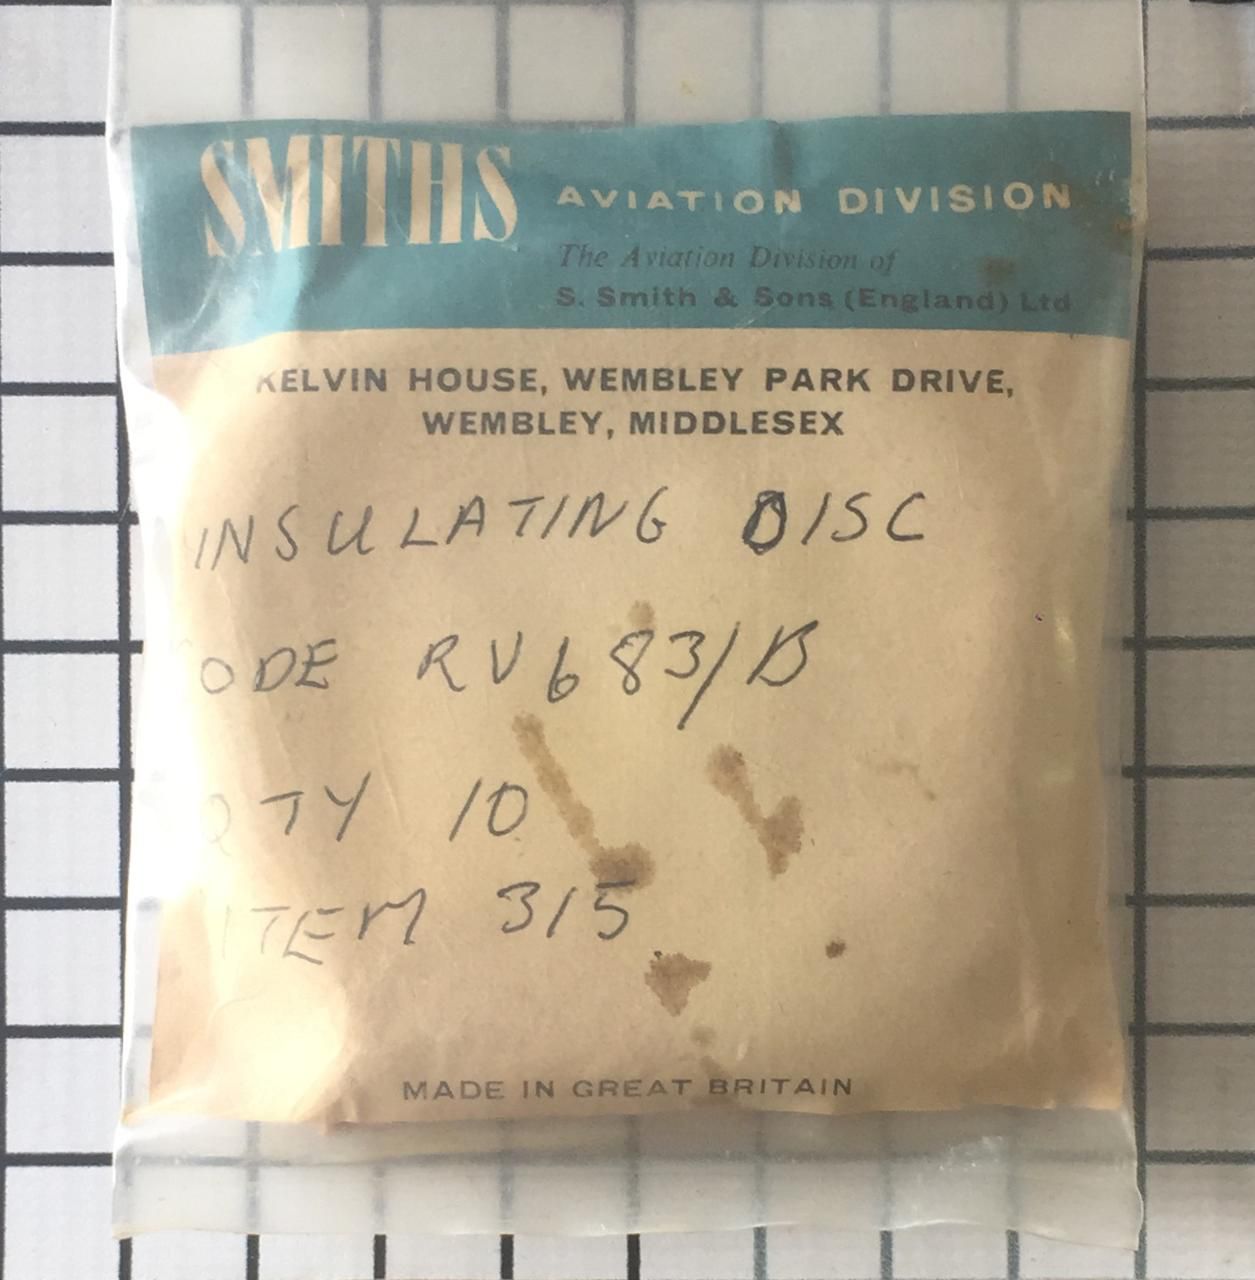 SMITHS AVIATION DIVISION
The Aviation Division of
S. Smith & Sons (England) Ltd
KELVIN HOUSE, WEMBLEY PARK DRIVE,
WEMBLEY, MIDDLESEX
INSULATING DISC
CODE RV683/B
QTY 10
ITEM 315
MADE IN GREAT BRITAIN